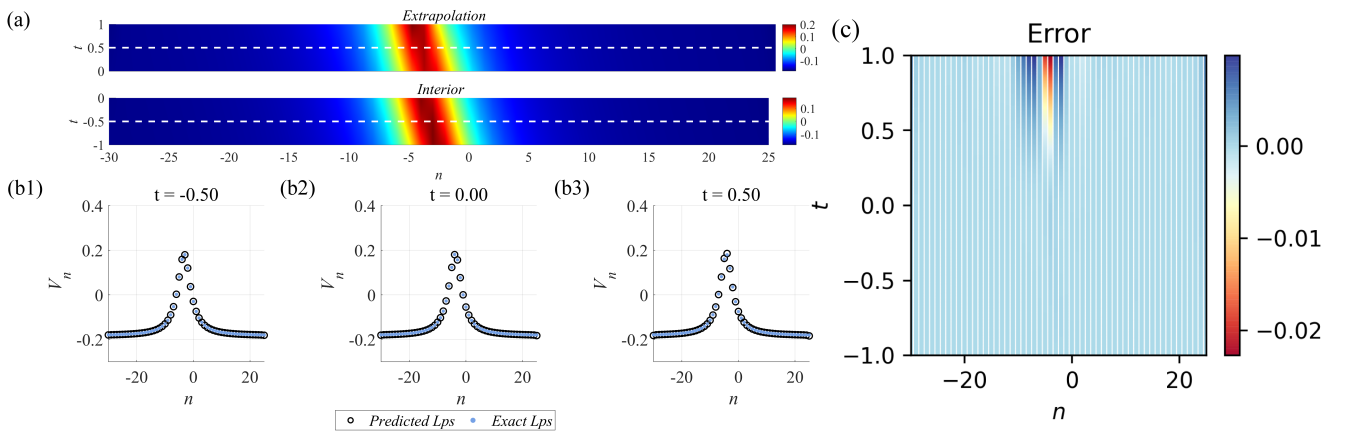 (a)
Extrapolation
1
0.5
0
t
0.2
0.1
-0.1
Interior
0
-0.5
-1
t
0.1
0
-0.1
-30 -25 -20 -15 -10 -5 0 5 10 15 20 25
n
(b1)
t = -0.50
0.4
0.2
0
-0.2
V_n
-20 0 20
n
(b2)
t = 0.00
0.4
0.2
0
-0.2
V_n
-20 0 20
n
(b3)
t = 0.50
0.4
0.2
0
-0.2
V_n
-20 0 20
n
Predicted Lps Exact Lps
(c)
Error
1.0
0.5
0.0
−0.5
−1.0
t
−20 0 20
n
0.00
−0.01
−0.02